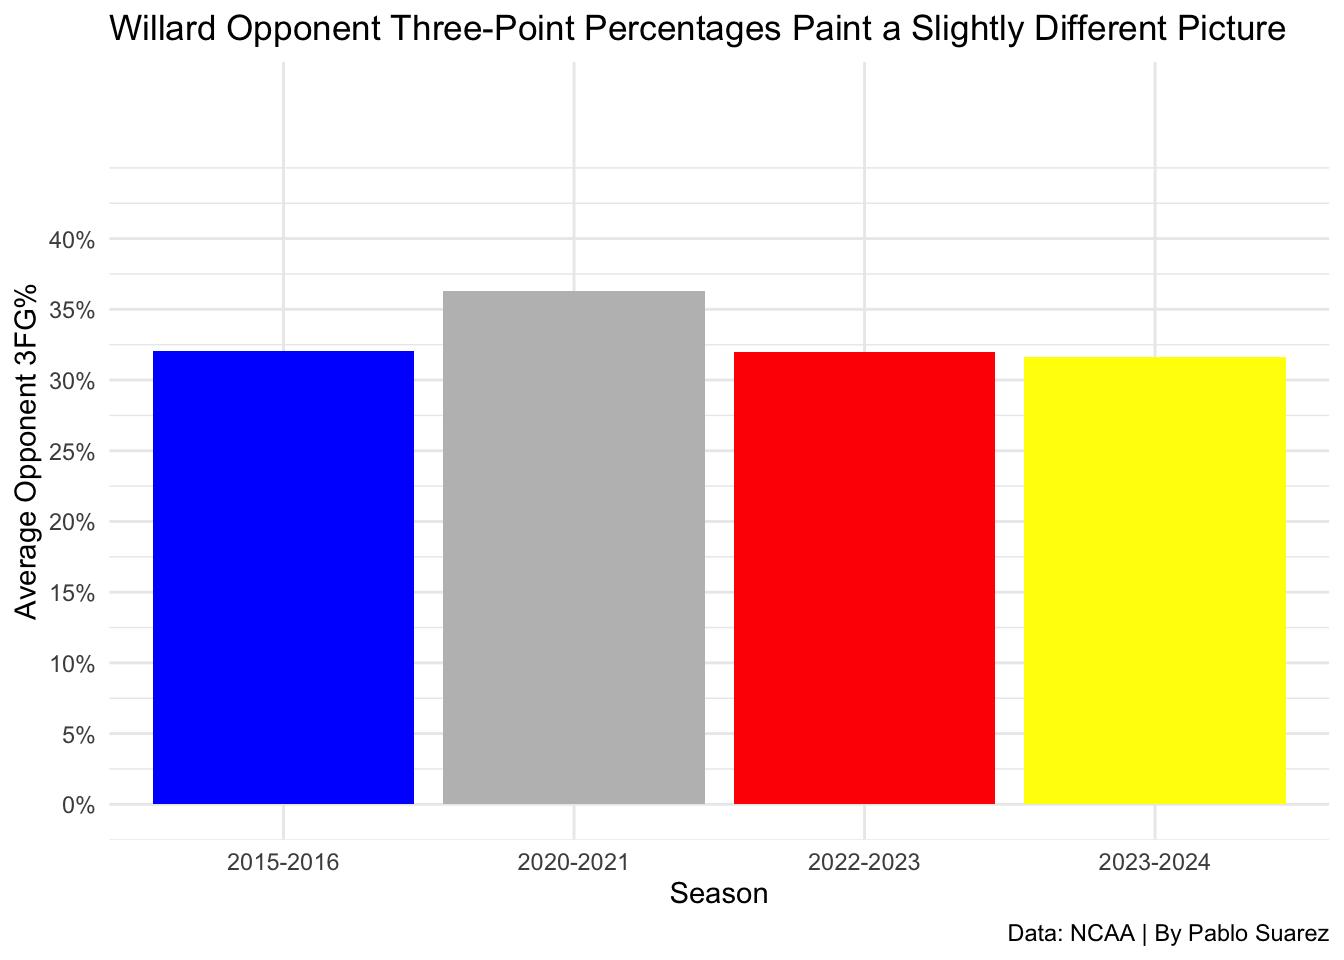 Willard Opponent Three-Point Percentages Paint a Slightly Different Picture
Average Opponent 3FG%
40%
35%
30%
25%
20%
15%
10%
5%
0%
2015-2016 2020-2021 2022-2023 2023-2024
Season
Data: NCAA | By Pablo Suarez